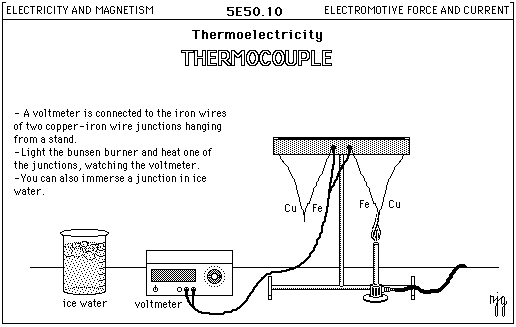 ELECTRICITY AND MAGNETISM
5E50.10
ELECTROMOTIVE FORCE AND CURRENT
Thermoelectricity
THERMOCOUPLE
- A voltmeter is connected to the iron wires
of two copper-iron wire junctions hanging
from a stand.
-Light the bunsen burner and heat one of
the junctions, watching the voltmeter.
-You can also immerse a junction in ice
water.
Cu Fe Fe Cu
ice water
voltmeter